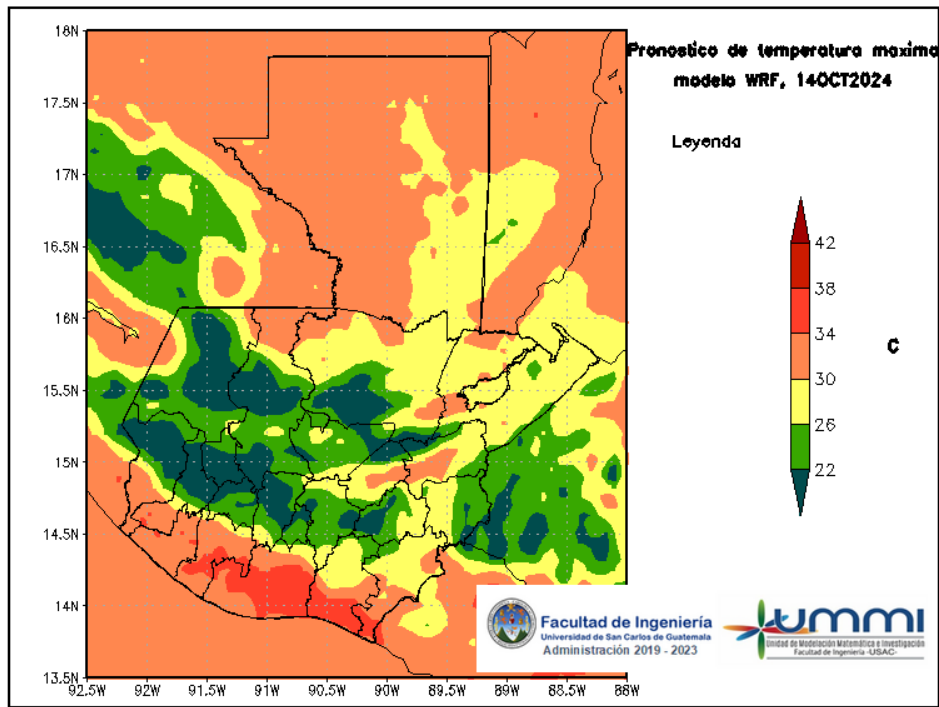 Pronostico de temperatura maxima
modelo WRF, 14OCT2024
Leyenda
42
38
34
30
26
22
C
18N
17.5N
17N
16.5N
16N
15.5N
15N
14.5N
14N
13.5N
92.5W
92W
91.5W
91W
90.5W
90W
89.5W
89W
88.5W
88W
Facultad de Ingeniería
Universidad de San Carlos de Guatemala
Administración 2019 - 2023
UMMI
Unidad de Modelación Matemática e Investigación
Facultad de Ingeniería -USAC-